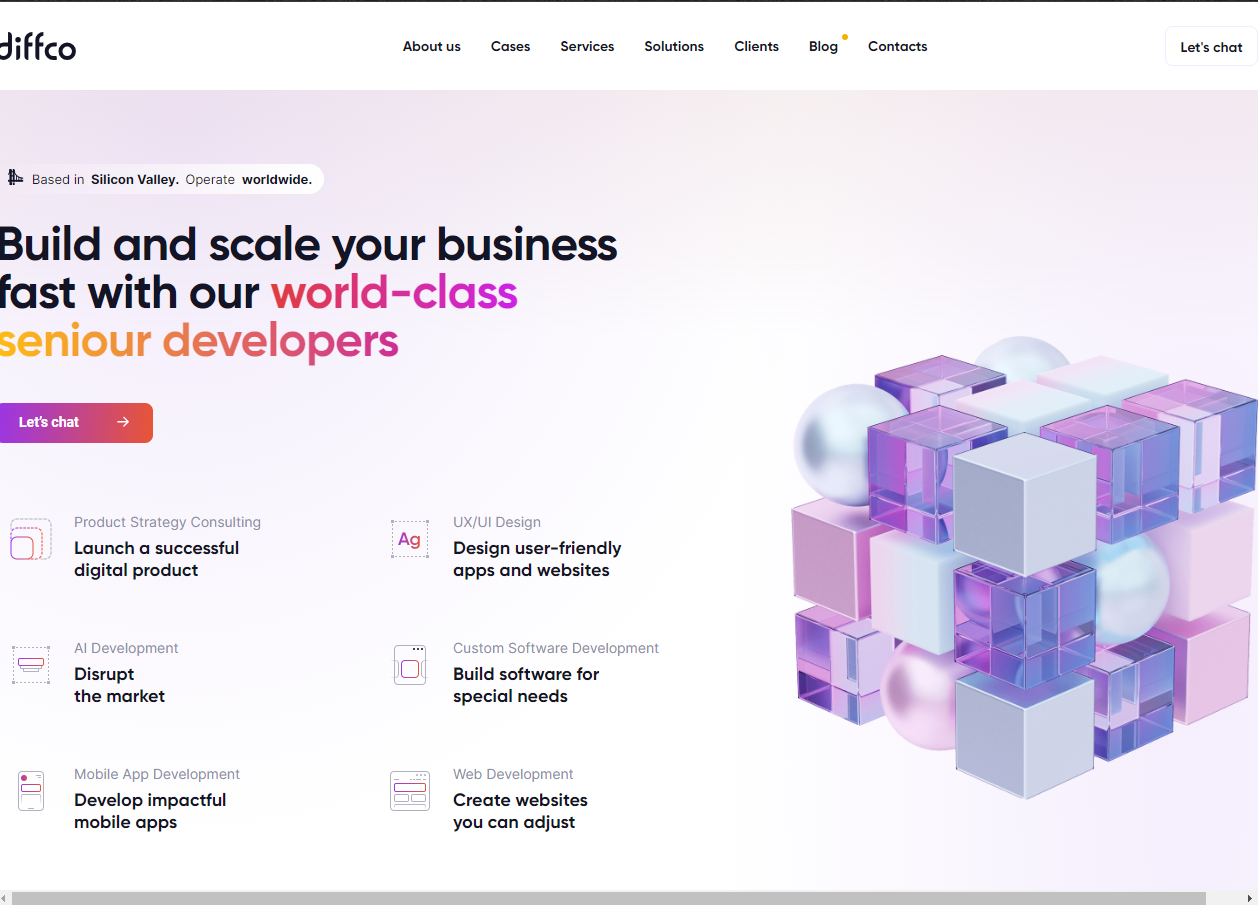 diffco
About us
Cases
Services
Solutions
Clients
Blog
Contacts
Let's chat
Based in Silicon Valley. Operate worldwide.
Build and scale your business
fast with our world-class
seniour developers
Let's chat
Product Strategy Consulting
Launch a successful
digital product
Ag
UX/UI Design
Design user-friendly
apps and websites
AI Development
Disrupt
the market
Custom Software Development
Build software for
special needs
Mobile App Development
Develop impactful
mobile apps
Web Development
Create websites
you can adjust